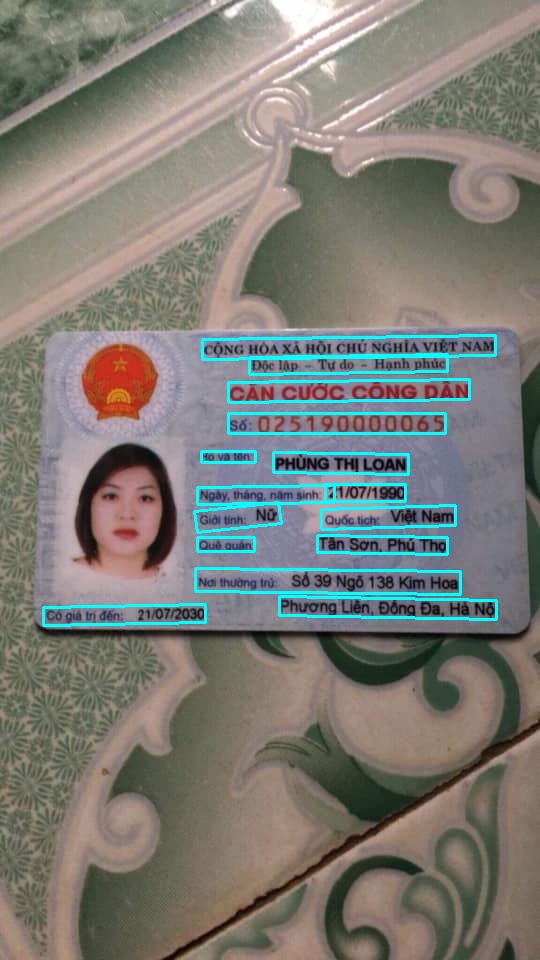 CỘNG HÒA XÃ HỘI CHỦ NGHĨA VIỆT NAM
Độc lập - Tự do - Hạnh phúc
CĂN CƯỚC CÔNG DÂN
Số: 025190000065
Họ và tên: PHÙNG THỊ LOAN
Ngày, tháng, năm sinh: 21/07/1990
Giới tính: Nữ Quốc tịch: Việt Nam
Quê quán: Tân Sơn, Phú Thọ
Nơi thường trú: Số 39 Ngõ 138 Kim Hoa
Phương Liên, Đống Đa, Hà Nội
Có giá trị đến: 21/07/2030